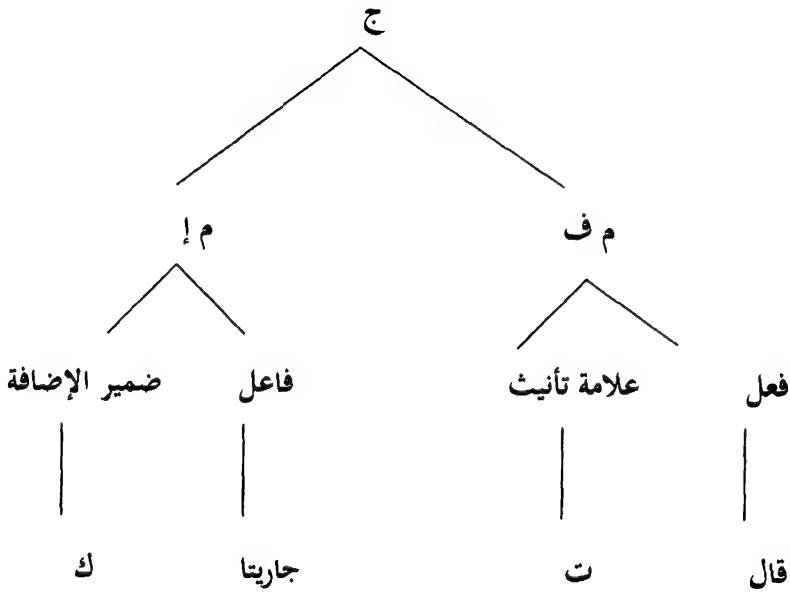 ج
م ف م إ
فعل علامة تأنيث فاعل ضمير الإضافة
قال ت جاريتا ك